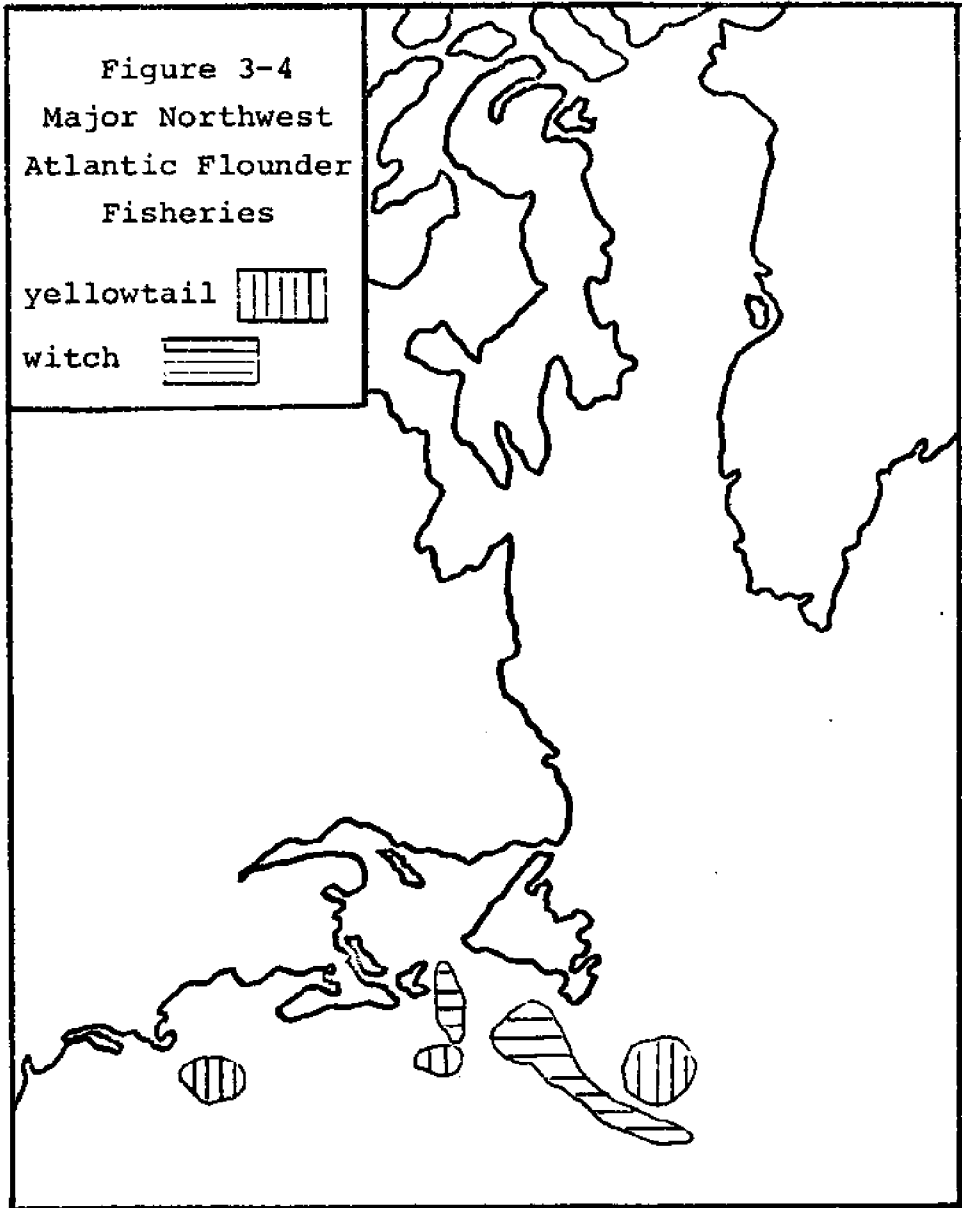 Figure 3-4
Major Northwest
Atlantic Flounder
Fisheries
yellowtail
witch